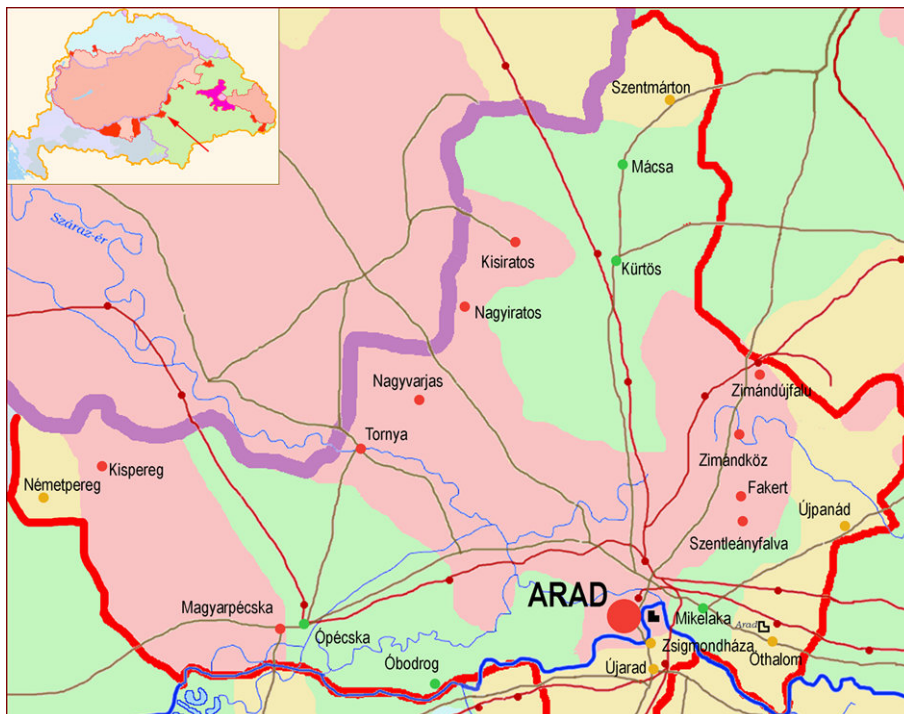 Szentmárton
Mácsa
Száraz-ér
Kisiratos
Kürtös
Nagyiratos
Zimándújfalu
Nagyvarjas
Tornya
Zimándköz
Kispereg
Németpereg
Fakert
Újpanád
Szentleányfalva
ARAD
Magyarpécska
Mikelaka
Arad
Ópécska
Zsigmondháza
Óthalom
Óbodrog
Újarad